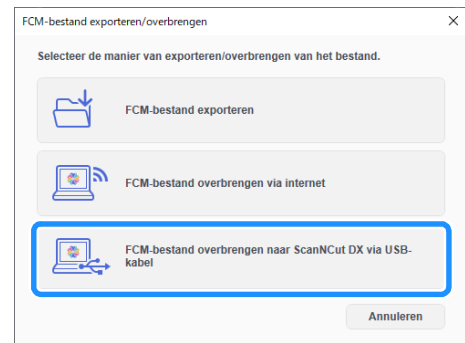 FCM-bestand exporteren/overbrengen
Selecteer de manier van exporteren/overbrengen van het bestand.
FCM-bestand exporteren
FCM-bestand overbrengen via internet
FCM-bestand overbrengen naar ScanNCut DX via USB-
kabel
Annuleren